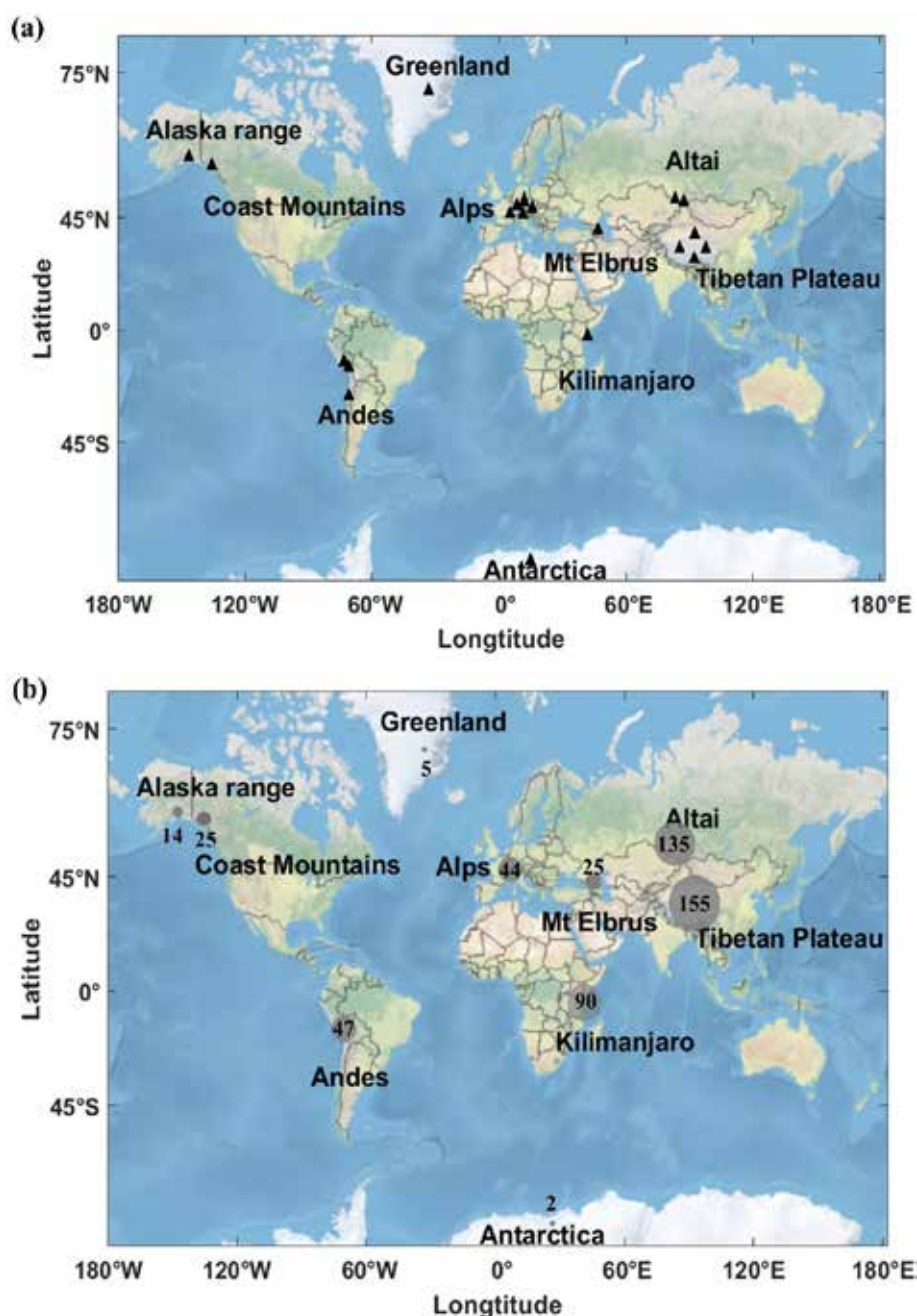 (a)
75°N
Greenland
Alaska range
Altai
Coast Mountains
Alps
45°N
Mt Elbrus
Tibetan Plateau
Latitude
0°
Kilimanjaro
Andes
45°S
Antarctica
180°W
120°W
60°W
0°E
60°E
120°E
180°E
Longtitude
(b)
Greenland
75°N
5
Alaska range
Altai
14
25
135
Coast Mountains
Alps
44
25
45°N
155
Mt Elbrus
Tibetan Plateau
Latitude
0°
90
47
Kilimanjaro
Andes
45°S
2
Antarctica
180°W
120°W
60°W
0°E
60°E
120°E
180°E
Longtitude